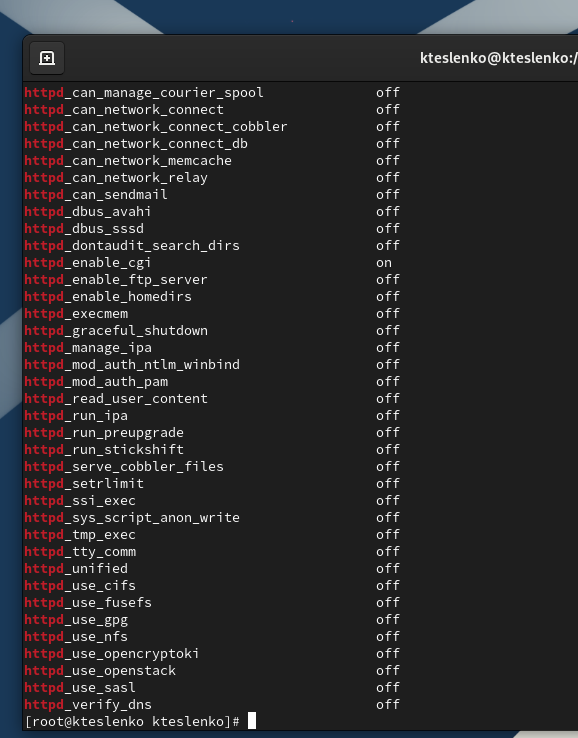 kteslenko@kteslenko:/
httpd_can_manage_courier_spool off
httpd_can_network_connect off
httpd_can_network_connect_cobbler off
httpd_can_network_connect_db off
httpd_can_network_memcache off
httpd_can_network_relay off
httpd_can_sendmail off
httpd_dbus_avahi off
httpd_dbus_sssd off
httpd_dontaudit_search_dirs off
httpd_enable_cgi on
httpd_enable_ftp_server off
httpd_enable_homedirs off
httpd_execmem off
httpd_graceful_shutdown off
httpd_manage_ipa off
httpd_mod_auth_ntlm_winbind off
httpd_mod_auth_pam off
httpd_read_user_content off
httpd_run_ipa off
httpd_run_preupgrade off
httpd_run_stickshift off
httpd_serve_cobbler_files off
httpd_setrlimit off
httpd_ssi_exec off
httpd_sys_script_anon_write off
httpd_tmp_exec off
httpd_tty_comm off
httpd_unified off
httpd_use_cifs off
httpd_use_fusefs off
httpd_use_gpg off
httpd_use_nfs off
httpd_use_opencryptoki off
httpd_use_openstack off
httpd_use_sasl off
httpd_verify_dns off
[root@kteslenko kteslenko]#